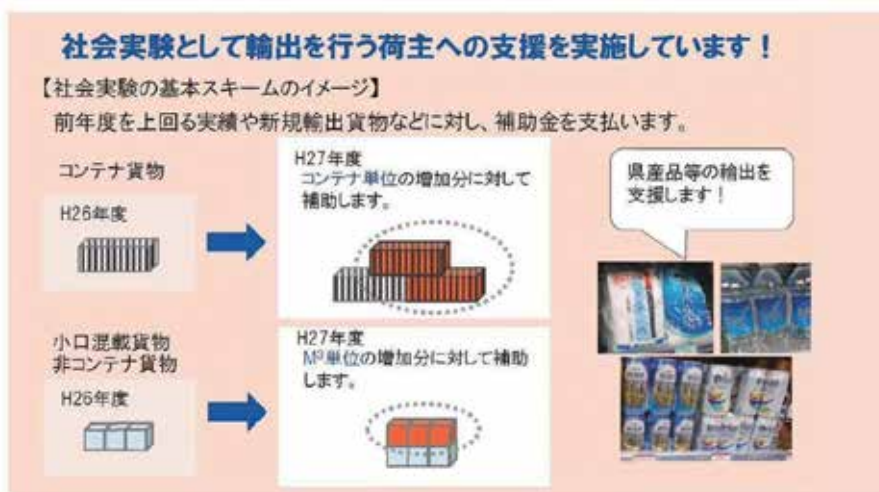 社会実験として輸出を行う荷主への支援を実施しています！
【社会実験の基本スキームのイメージ】
前年度を上回る実績や新規輸出貨物などに対し、補助金を支払います。
コンテナ貨物
H26年度
H27年度
コンテナ単位の増加分に対して
補助します。
県産品等の輸出を
支援します！
小口混載貨物
非コンテナ貨物
H26年度
H27年度
M³単位の増加分に対して補助
します。